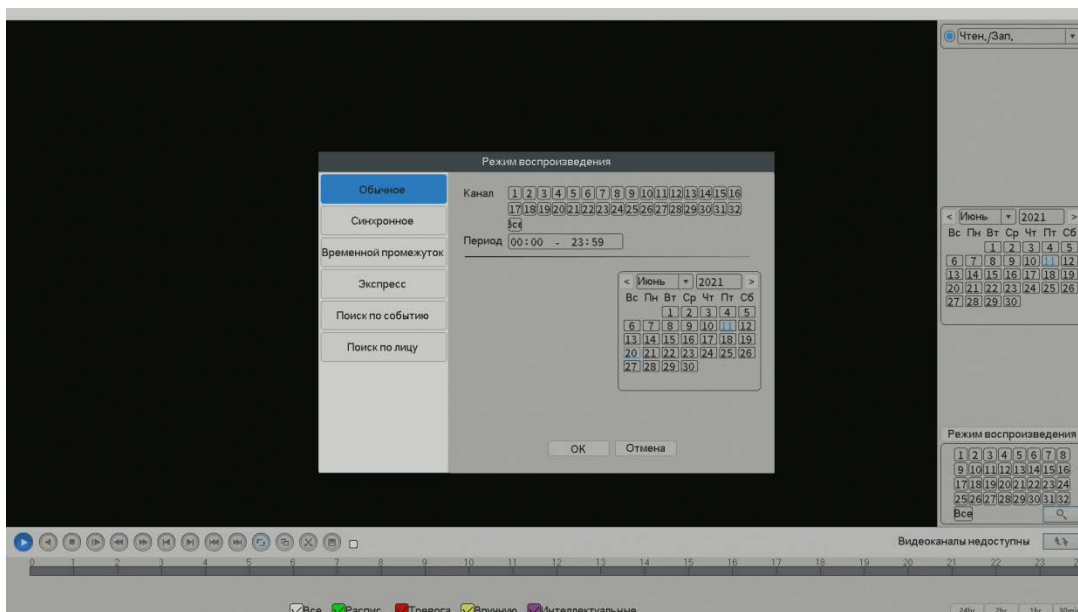 Чтен./Зап.
Режим воспроизведения
Обычное
Синхронное
Временной промежуток
Экспресс
Поиск по событию
Поиск по лицу
Канал 1 2 3 4 5 6 7 8 9 10 11 12 13 14 15 16
17 18 19 20 21 22 23 24 25 26 27 28 29 30 31 32
Все
Период 00:00 - 23:59
< Июнь 2021 >
Вс Пн Вт Ср Чт Пт Сб
1 2 3 4 5
6 7 8 9 10 11 12
13 14 15 16 17 18 19
20 21 22 23 24 25 26
27 28 29 30
OK Отмена
< Июнь 2021 >
Вс Пн Вт Ср Чт Пт Сб
1 2 3 4 5
6 7 8 9 10 11 12
13 14 15 16 17 18 19
20 21 22 23 24 25 26
27 28 29 30
Режим воспроизведения
1 2 3 4 5 6 7 8
9 10 11 12 13 14 15 16
17 18 19 20 21 22 23 24
25 26 27 28 29 30 31 32
Все
Видеоканалы недоступны
0 1 2 3 4 5 6 7 8 9 10 11 12 13 14 15 16 17 18 19 20 21 22 23
Все Распис. Тревога Вручную Интеллектуальные
24hr 2hr 1hr